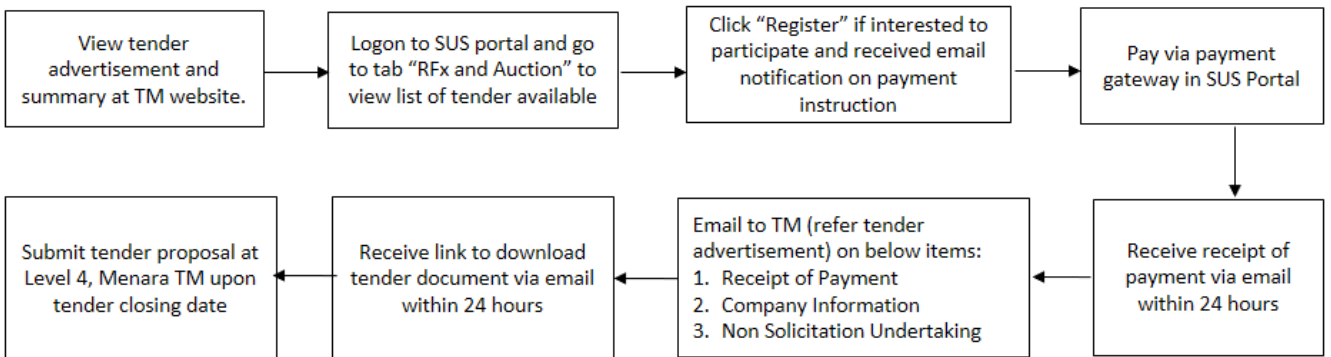 View tender
advertisement and
summary at TM website.
Logon to SUS portal and go
to tab “RFx and Auction” to
view list of tender available
Click “Register” if interested to
participate and received email
notification on payment
instruction
Pay via payment
gateway in SUS Portal
Receive receipt of
payment via email
within 24 hours
Email to TM (refer tender
advertisement) on below items:
1. Receipt of Payment
2. Company Information
3. Non Solicitation Undertaking
Receive link to download
tender document via email
within 24 hours
Submit tender proposal at
Level 4, Menara TM upon
tender closing date